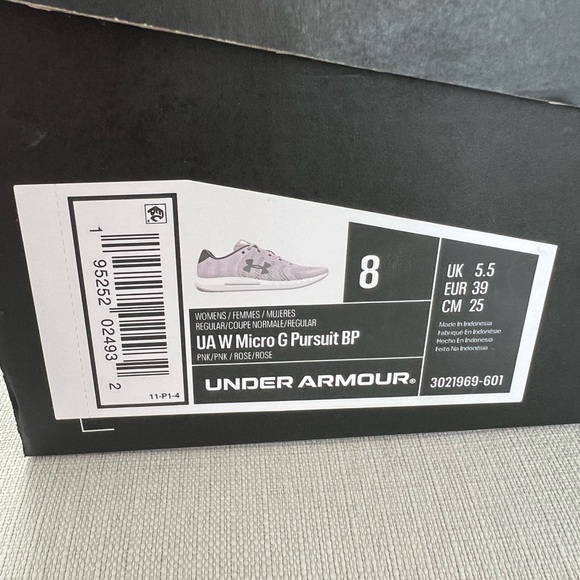 1 95252 02493 2
11-P1-4
WOMENS / FEMMES / MUJERES
REGULAR/COUPE NORMALE/REGULAR
UA W Micro G Pursuit BP
PNK/PNK / ROSE/ROSE
UNDER ARMOUR®
8
UK 5.5
EUR 39
CM 25
Made In Indonesia
Fabriqué En Indonésie
Hecho En Indonesia
Feito Na Indonésia
3021969-601